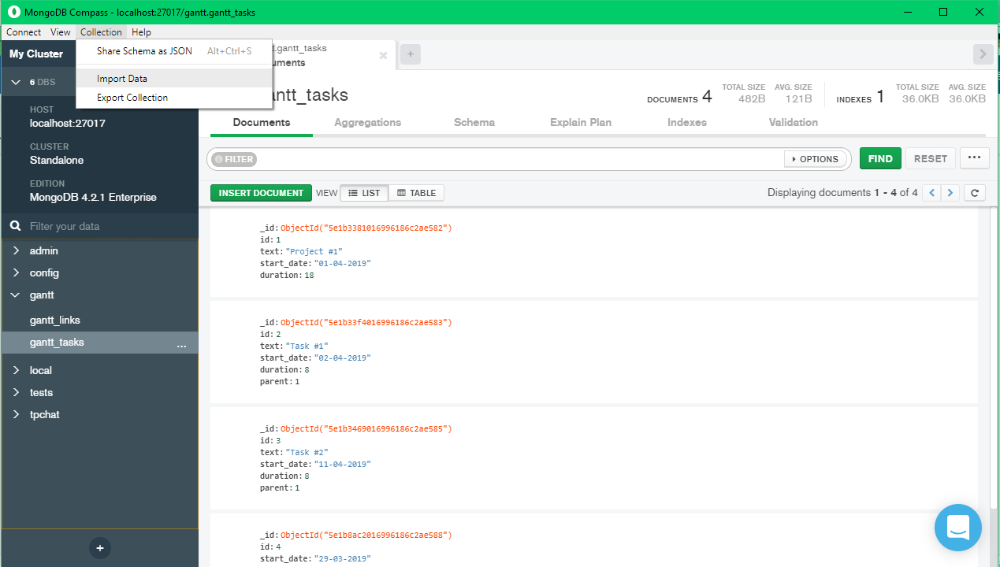 MongoDB Compass - localhost:27017/gantt.gantt_tasks
Connect View Collection Help
Share Schema as JSON Alt+Ctrl+S
Import Data
Export Collection
My Cluster
6 DBS
HOST
localhost:27017
CLUSTER
Standalone
EDITION
MongoDB 4.2.1 Enterprise
Filter your data
admin
config
gantt
gantt_links
gantt_tasks ...
local
tests
tpchat
+
t.gantt_tasks
uments
+
antt_tasks
DOCUMENTS 4 TOTAL SIZE 482B AVG. SIZE 121B
INDEXES 1 TOTAL SIZE 36.0KB AVG. SIZE 36.0KB
Documents Aggregations Schema Explain Plan Indexes Validation
FILTER OPTIONS FIND RESET ...
INSERT DOCUMENT VIEW LIST TABLE Displaying documents 1 - 4 of 4
_id: ObjectId("5e1b3381016996186c2ae582")
id: 1
text: "Project #1"
start_date: "01-04-2019"
duration: 18
_id: ObjectId("5e1b33f4016996186c2ae583")
id: 2
text: "Task #1"
start_date: "02-04-2019"
duration: 8
parent: 1
_id: ObjectId("5e1b3469016996186c2ae585")
id: 3
text: "Task #2"
start_date: "11-04-2019"
duration: 8
parent: 1
_id: ObjectId("5e1b8ac2016996186c2ae588")
id: 4
start_date: "29-03-2019"